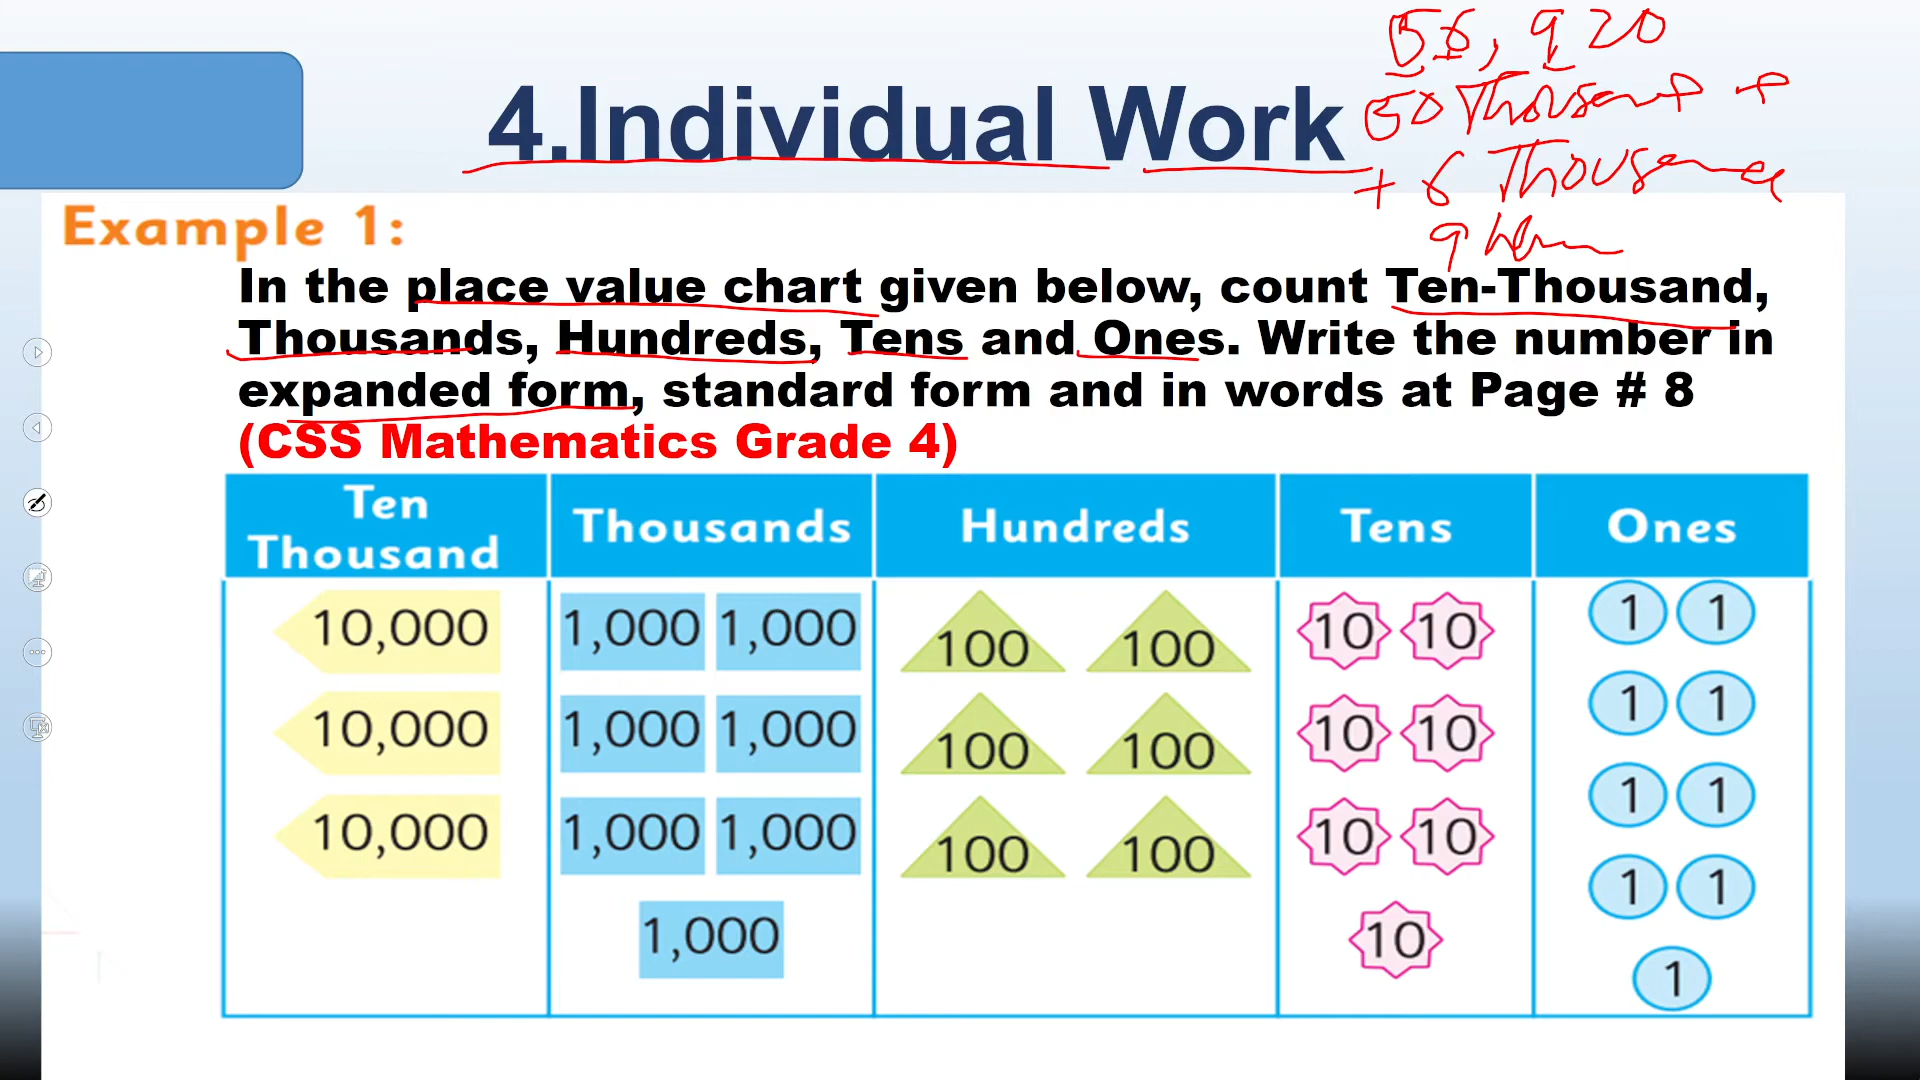 56,920
50 Thousand +
4.Individual Work
+ 6 Thousand
9
Example 1:
In the place value chart given below, count Ten-Thousand,
Thousands, Hundreds, Tens and Ones. Write the number in
expanded form, standard form and in words at Page # 8
(CSS Mathematics Grade 4)
Ten Thousand Thousands Hundreds Tens Ones
10,000 1,000 1,000 100 100 10 10 1 1
10,000 1,000 1,000 100 100 10 10 1 1
10,000 1,000 1,000 100 100 10 10 1 1
1,000 10 1 1
1